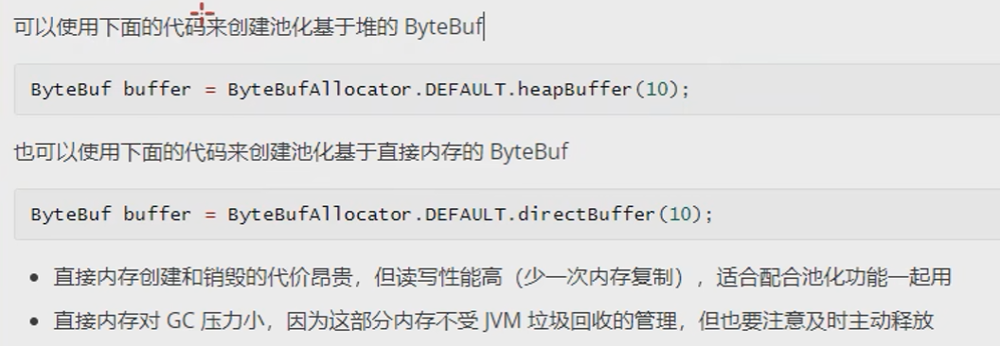 可以使用下面的代码来创建池化基于堆的 ByteBuf
ByteBuf buffer = ByteBufAllocator.DEFAULT.heapBuffer(10);
也可以使用下面的代码来创建池化基于直接内存的 ByteBuf
ByteBuf buffer = ByteBufAllocator.DEFAULT.directBuffer(10);
• 直接内存创建和销毁的代价昂贵，但读写性能高（少一次内存复制），适合配合池化功能一起用
• 直接内存对 GC 压力小，因为这部分内存不受 JVM 垃圾回收的管理，但也要注意及时主动释放